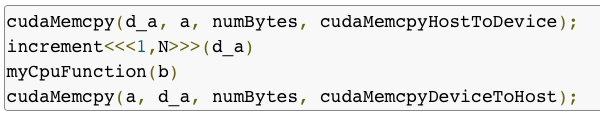 cudaMemcpy(d_a, a, numBytes, cudaMemcpyHostToDevice);
increment<<<1,N>>>(d_a)
myCpuFunction(b)
cudaMemcpy(a, d_a, numBytes, cudaMemcpyDeviceToHost);